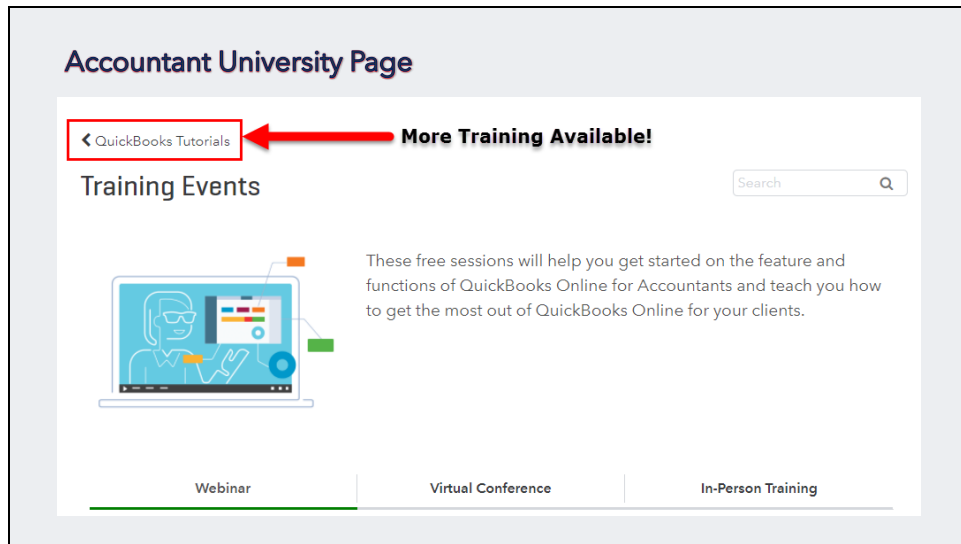 Accountant University Page
QuickBooks Tutorials
More Training Available!
Training Events
Search
These free sessions will help you get started on the feature and
functions of QuickBooks Online for Accountants and teach you how
to get the most out of QuickBooks Online for your clients.
Webinar
Virtual Conference
In-Person Training